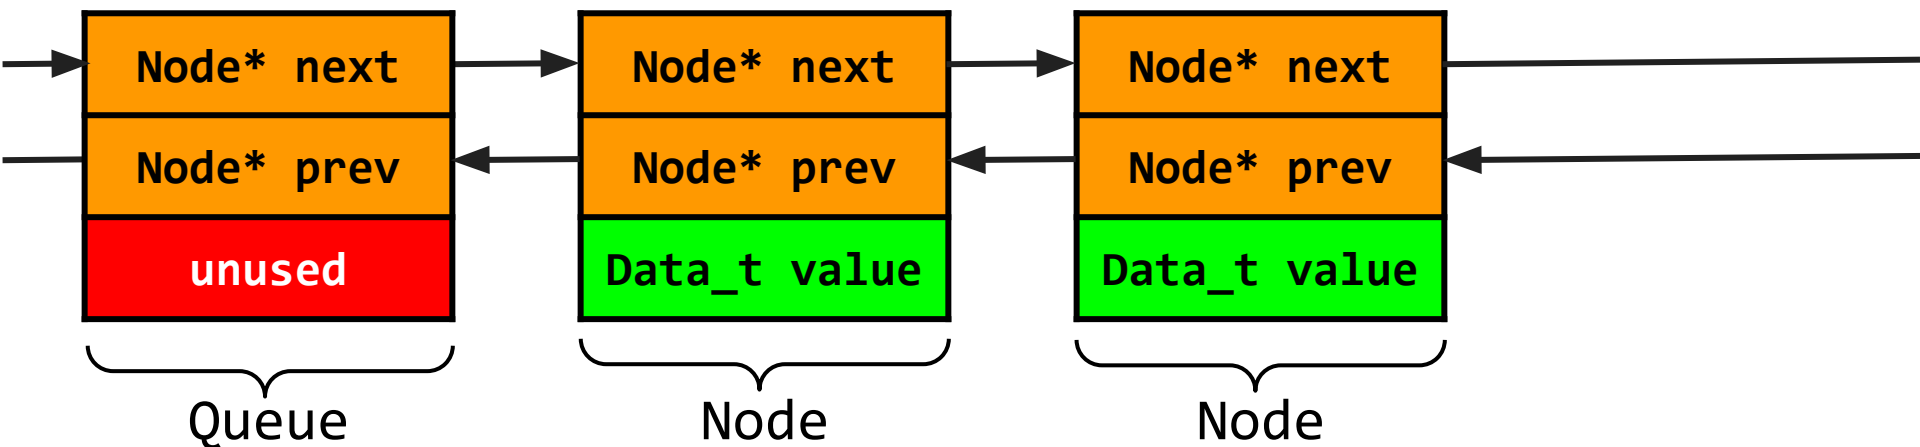 Node* next
Node* prev
unused
Queue
Node* next
Node* prev
Data_t value
Node
Node* next
Node* prev
Data_t value
Node